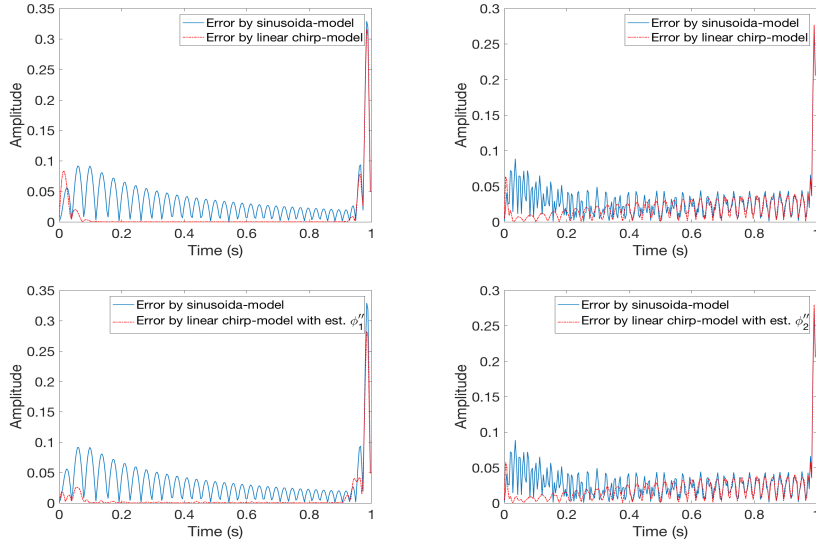 Error by sinusoida-model
Error by linear chirp-model
Amplitude
0.35
0.3
0.25
0.2
0.15
0.1
0.05
0
0 0.2 0.4 0.6 0.8 1
Time (s)
Error by sinusoida-model
Error by linear chirp-model
Amplitude
0.3
0.25
0.2
0.15
0.1
0.05
0
0 0.2 0.4 0.6 0.8 1
Time (s)
Error by sinusoida-model
Error by linear chirp-model with est. ϕ₁′′
Amplitude
0.35
0.3
0.25
0.2
0.15
0.1
0.05
0
0 0.2 0.4 0.6 0.8 1
Time (s)
Error by sinusoida-model
Error by linear chirp-model with est. ϕ₂′′
Amplitude
0.3
0.25
0.2
0.15
0.1
0.05
0
0 0.2 0.4 0.6 0.8 1
Time (s)